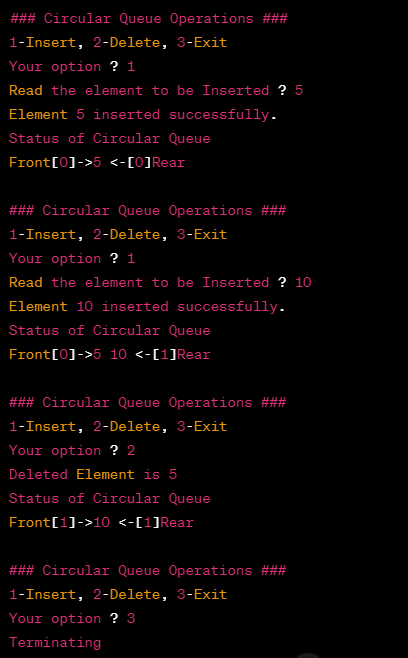 ### Circular Queue Operations ###
1-Insert, 2-Delete, 3-Exit
Your option ? 1
Read the element to be Inserted ? 5
Element 5 inserted successfully.
Status of Circular Queue
Front[0]->5 <-[0]Rear

### Circular Queue Operations ###
1-Insert, 2-Delete, 3-Exit
Your option ? 1
Read the element to be Inserted ? 10
Element 10 inserted successfully.
Status of Circular Queue
Front[0]->5 10 <-[1]Rear

### Circular Queue Operations ###
1-Insert, 2-Delete, 3-Exit
Your option ? 2
Deleted Element is 5
Status of Circular Queue
Front[1]->10 <-[1]Rear

### Circular Queue Operations ###
1-Insert, 2-Delete, 3-Exit
Your option ? 3
Terminating